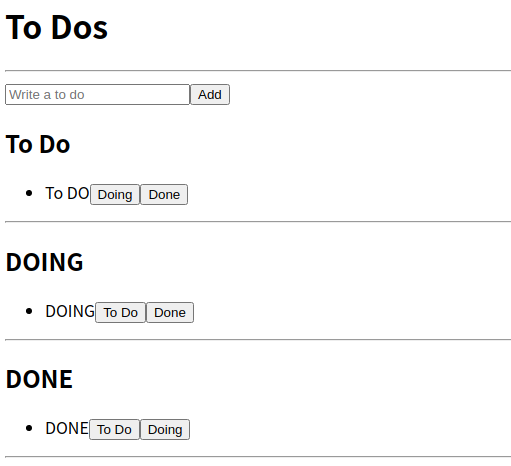 To Dos
Write a to do Add
To Do
To DO Doing Done
DOING
DOING To Do Done
DONE
DONE To Do Doing